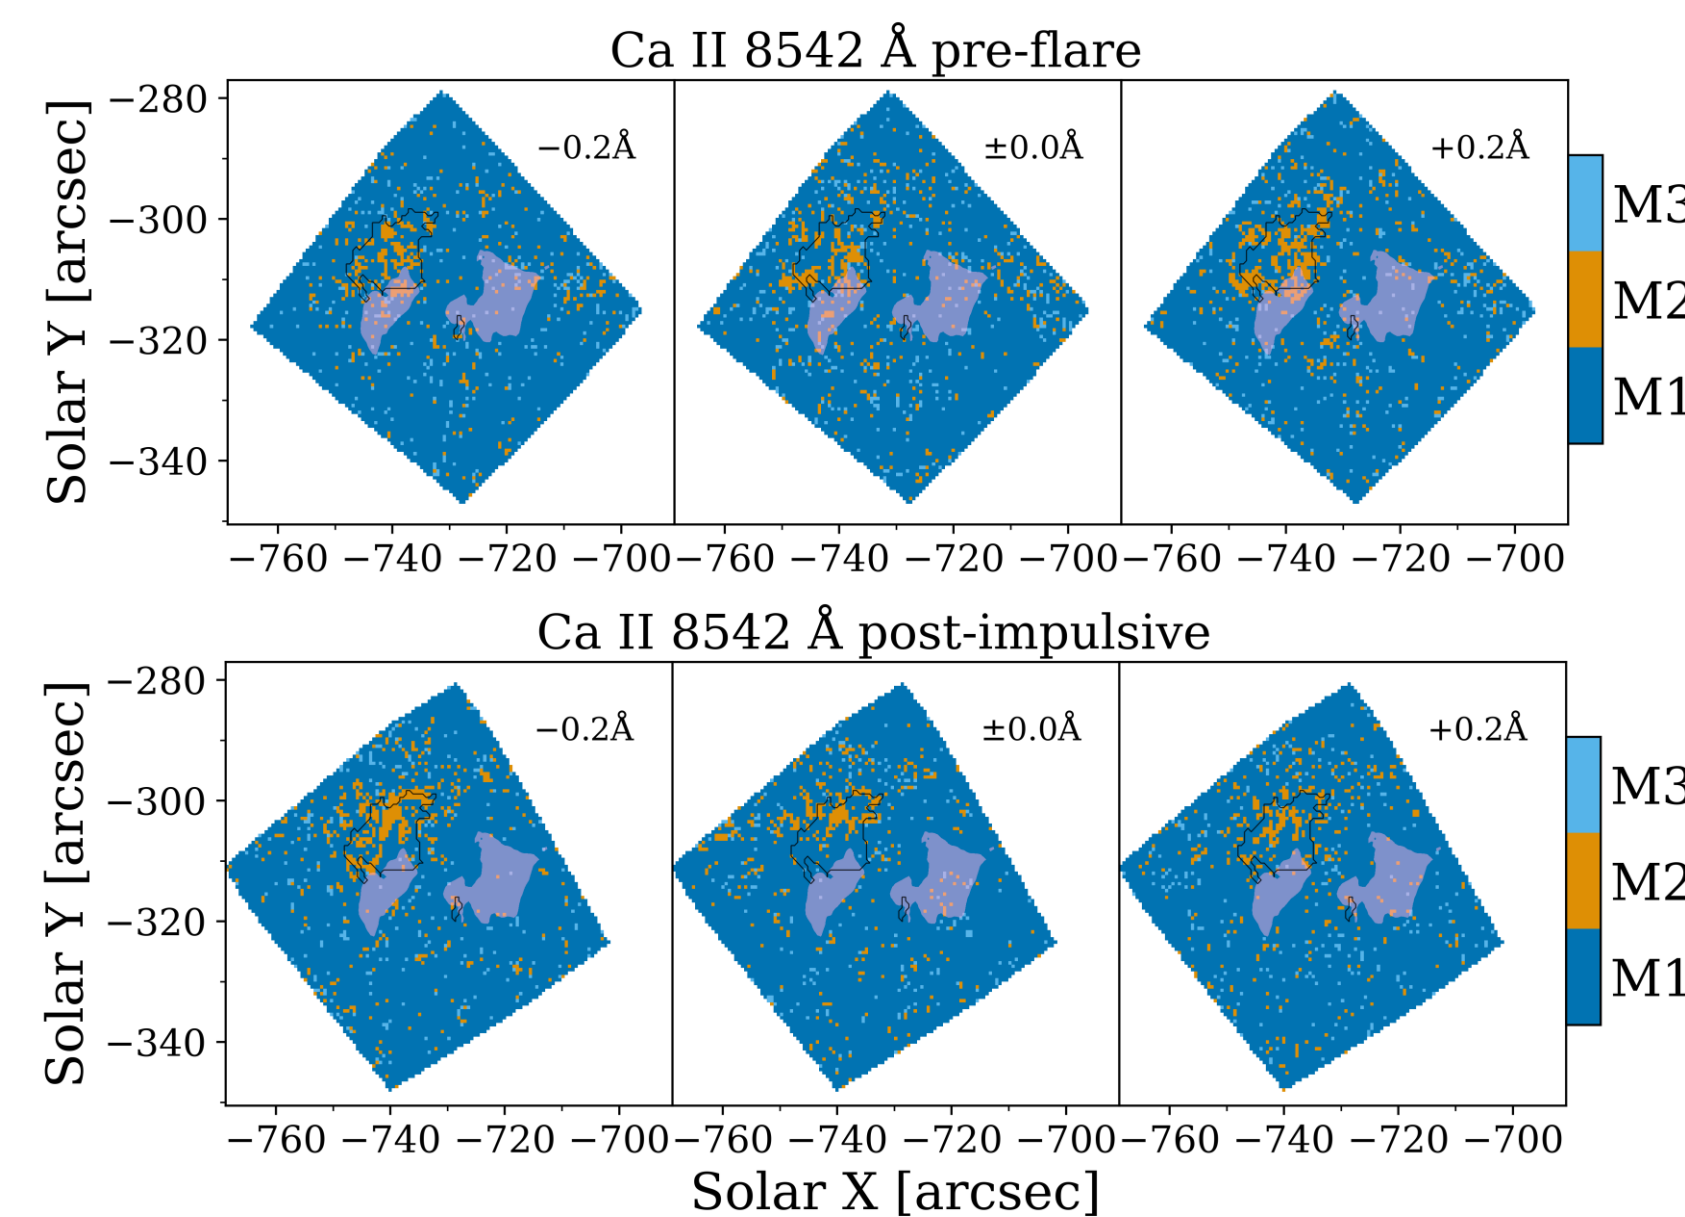 Ca II 8542 Å pre-flare
Solar Y [arcsec]
−280
−300
−320
−340
−0.2Å
±0.0Å
+0.2Å
M3
M2
M1
−760 −740 −720 −700 −760 −740 −720 −700 −760 −740 −720 −700
Ca II 8542 Å post-impulsive
Solar Y [arcsec]
−280
−300
−320
−340
−0.2Å
±0.0Å
+0.2Å
M3
M2
M1
−760 −740 −720 −700 −760 −740 −720 −700 −760 −740 −720 −700
Solar X [arcsec]